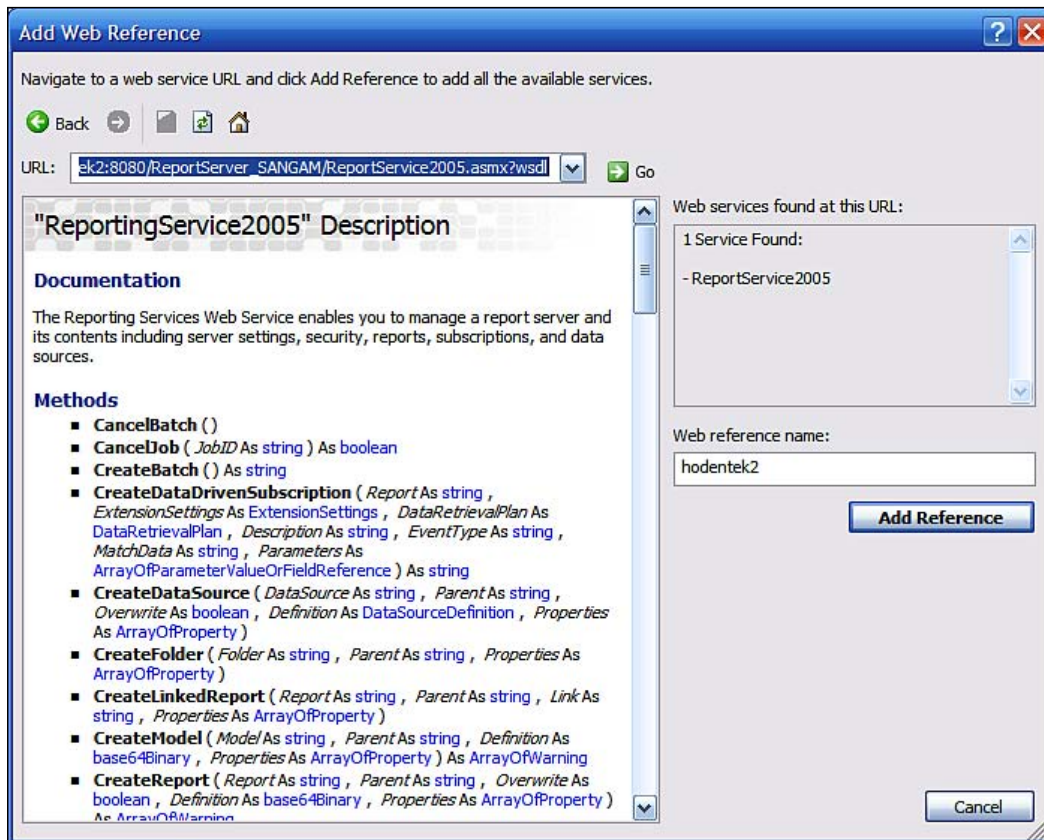 Add Web Reference
Navigate to a web service URL and click Add Reference to add all the available services.
Back
URL: ek2:8080/ReportServer_SANGAM/ReportService2005.asmx?wsdl Go
"ReportingService2005" Description
Documentation
The Reporting Services Web Service enables you to manage a report server and
its contents including server settings, security, reports, subscriptions, and data
sources.
Methods
CancelBatch ()
CancelJob ( JobID As string ) As boolean
CreateBatch () As string
CreateDataDrivenSubscription ( Report As string ,
ExtensionSettings As ExtensionSettings , DataRetrievalPlan As
DataRetrievalPlan , Description As string , EventType As string ,
MatchData As string , Parameters As
ArrayOfParameterValueOrFieldReference ) As string
CreateDataSource ( DataSource As string , Parent As string ,
Overwrite As boolean , Definition As DataSourceDefinition , Properties
As ArrayOfProperty )
CreateFolder ( Folder As string , Parent As string , Properties As
ArrayOfProperty )
CreateLinkedReport ( Report As string , Parent As string , Link As
string , Properties As ArrayOfProperty )
CreateModel ( Model As string , Parent As string , Definition As
base64Binary , Properties As ArrayOfProperty ) As ArrayOfWarning
CreateReport ( Report As string , Parent As string , Overwrite As
boolean , Definition As base64Binary , Properties As ArrayOfProperty )
As ArrayOfWarning
Web services found at this URL:
1 Service Found:
- ReportService2005
Web reference name:
hodentek2
Add Reference
Cancel